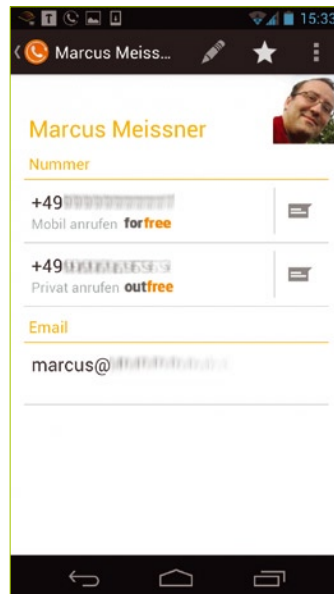 15:33
Marcus Meiss...
Marcus Meissner
Nummer
+49
Mobil anrufen forfree
+49
Privat anrufen outfree
Email
marcus@